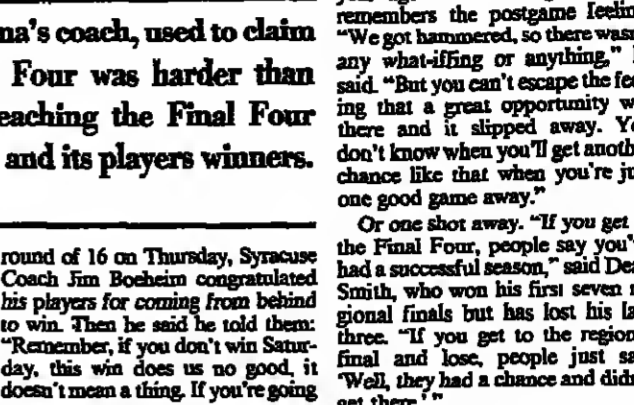 na's coach, used to claim
Four was harder than
eaching the Final Four
and its players winners.
round of 16 on Thursday, Syracuse
Coach Jim Boeheim congratulated
his players for coming from behind
to win. Then he said he told them:
"Remember, if you don't win Satur-
day, this win does us no good, it
doesn't mean a thing. If you're going
remembers the postgame feelin
"We got hammered, so there wasn
any what-iffing or anything,"
said. "But you can't escape the fee
ing that a great opportunity w
there and it slipped away. Yo
don't know when you'll get anoth
chance like that when you're ju
one good game away."
Or one shot away. "If you get
the Final Four, people say you'
had a successful season," said Dea
Smith, who won his first seven r
gional finals but has lost his la
three. "If you get to the region
final and lose, people just sa
'Well, they had a chance and didn
get there.'"